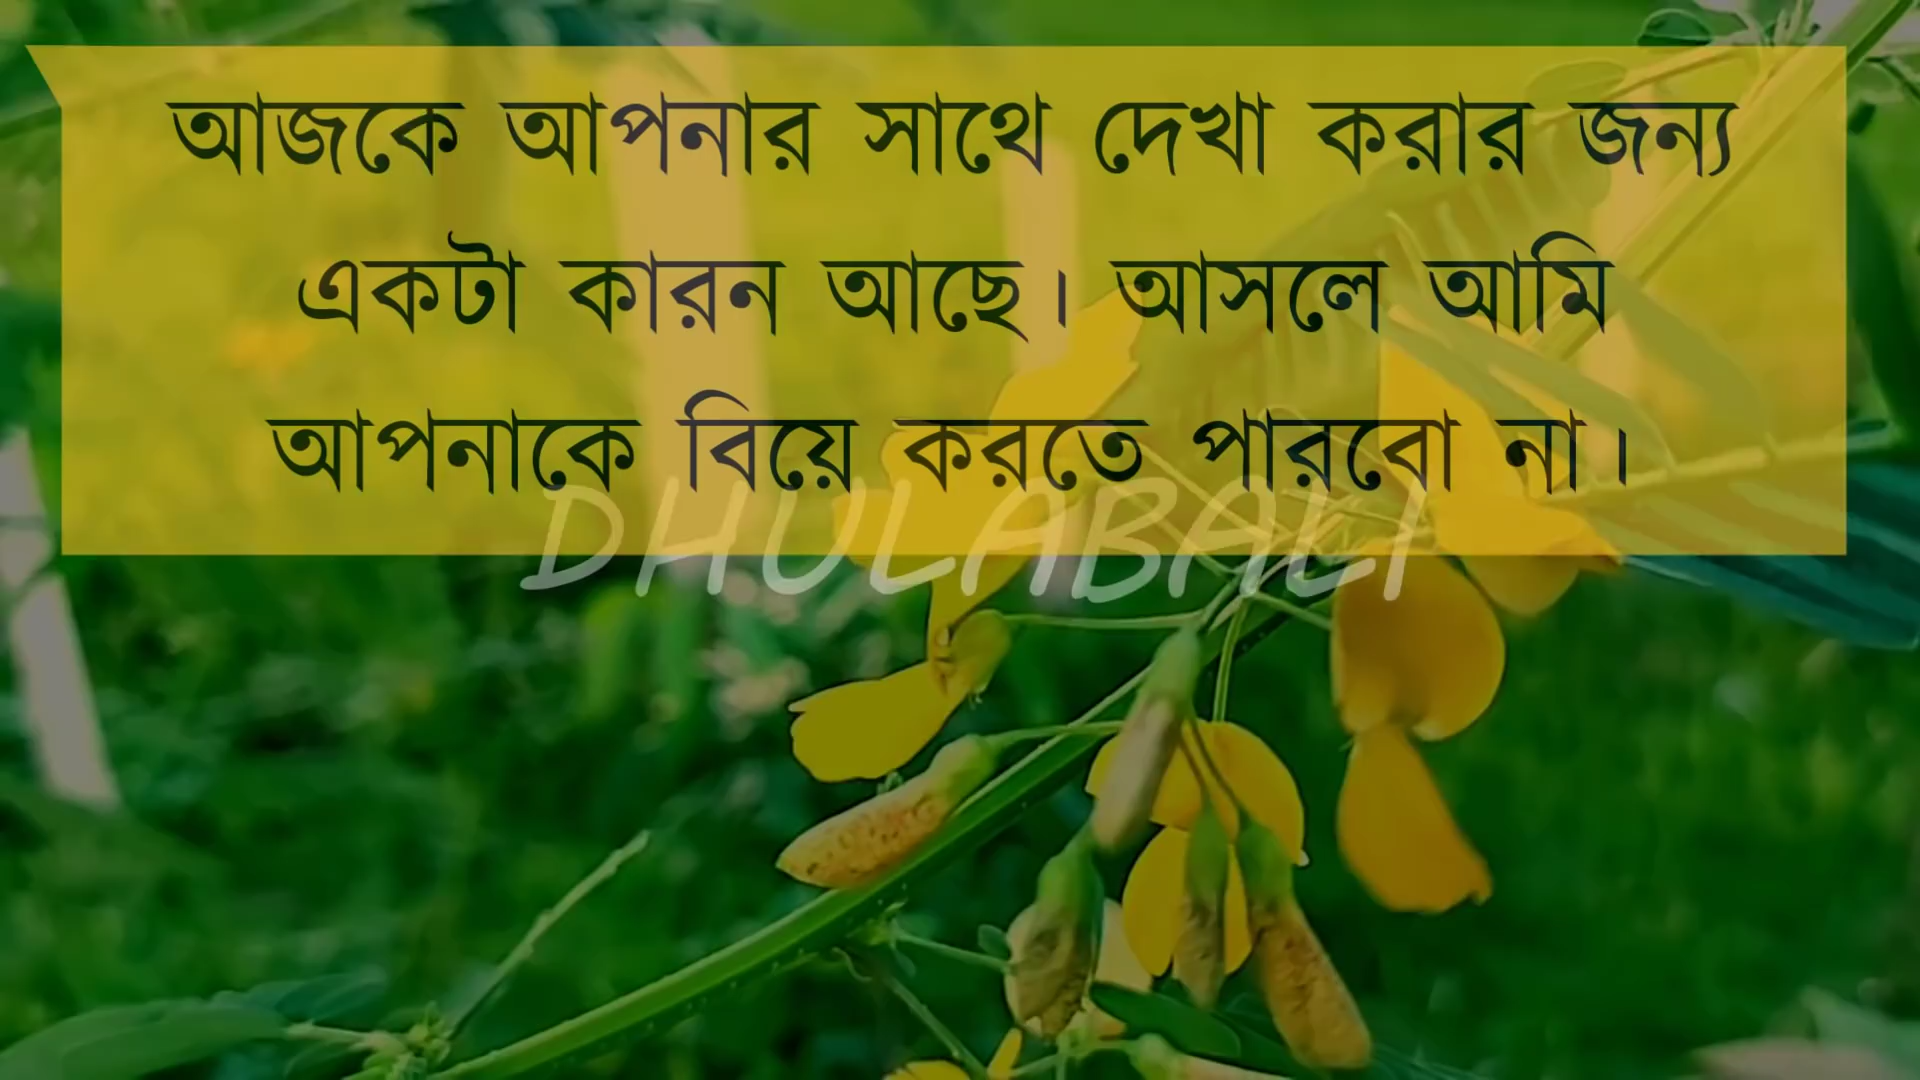 আজকে আপনার সাথে দেখা করার জন্য
একটা কারন আছে। আসলে আমি
আপনাকে বিয়ে করতে পারবো না।
DHULABALI